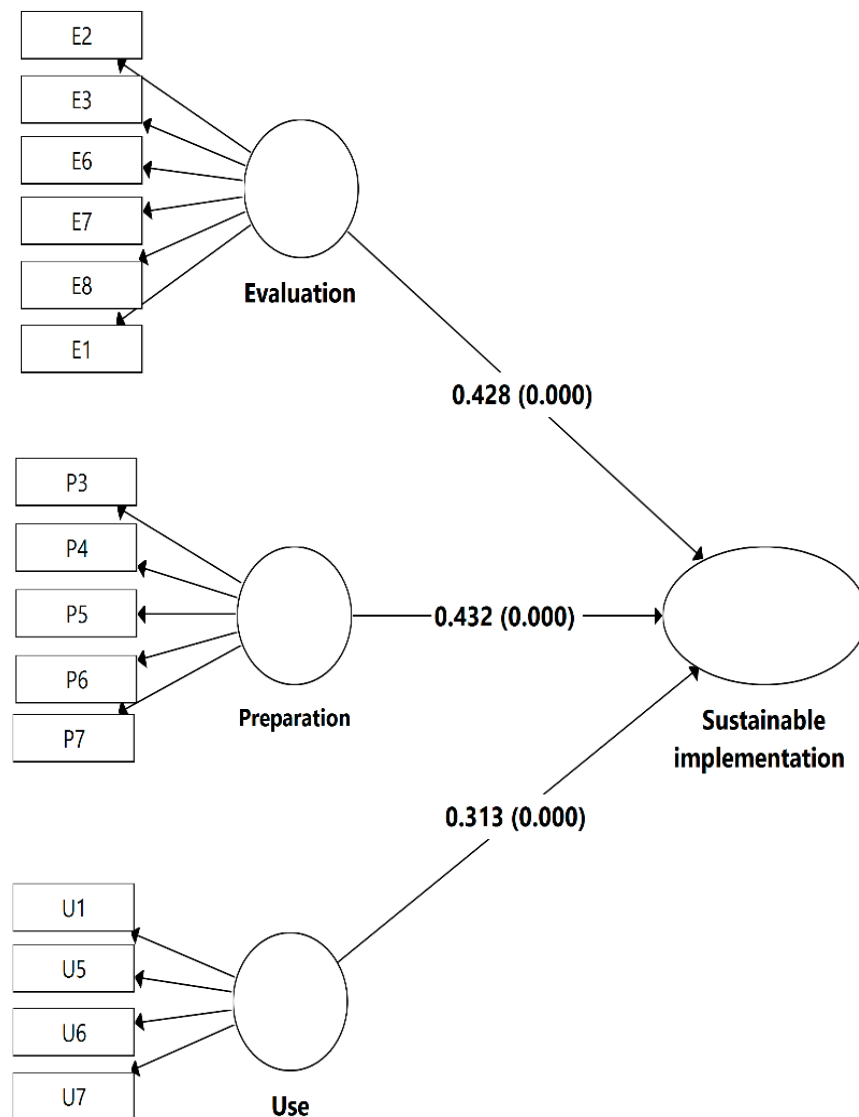 E2
E3
E6
E7
E8
E1
Evaluation
0.428 (0.000)
P3
P4
P5
P6
P7
Preparation
0.432 (0.000)
Sustainable
implementation
0.313 (0.000)
U1
U5
U6
U7
Use